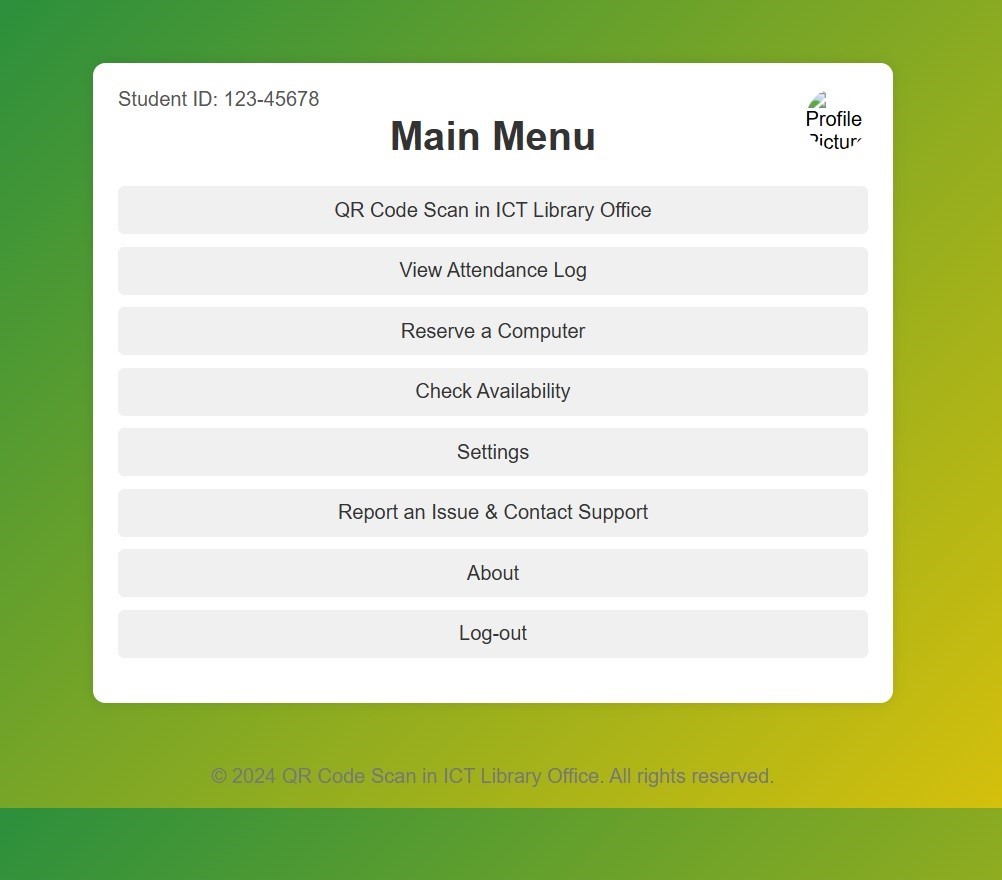 Student ID: 123-45678
Profile
Picture
Main Menu
QR Code Scan in ICT Library Office
View Attendance Log
Reserve a Computer
Check Availability
Settings
Report an Issue & Contact Support
About
Log-out
© 2024 QR Code Scan in ICT Library Office. All rights reserved.